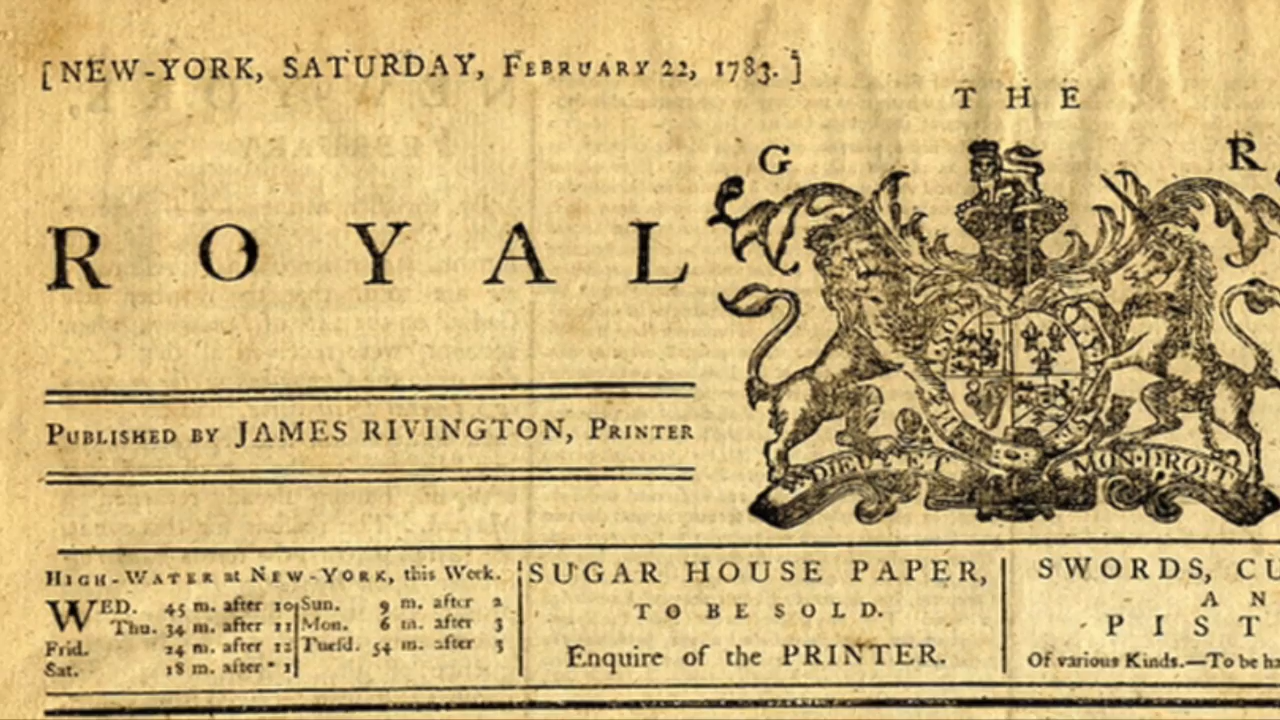 [NEW-YORK, SATURDAY, FEBRUARY 22, 1783.]
THE
G R
ROYAL
PUBLISHED BY JAMES RIVINGTON, PRINTER
DIEU ET MON DROIT
HIGH-WATER at NEW-YORK, this Week.
WED. 45 m. after 10
Thu. 34 m. after 11
Frid. 24 m. after 12
Sat. 18 m. after 1
Sun. 9 m. after 2
Mon. 6 m. after 3
Tuesd. 54 m. after 3
SUGAR HOUSE PAPER,
TO BE SOLD.
Enquire of the PRINTER.
SWORDS, CU
A N
PIST
Of various Kinds.—To be ha